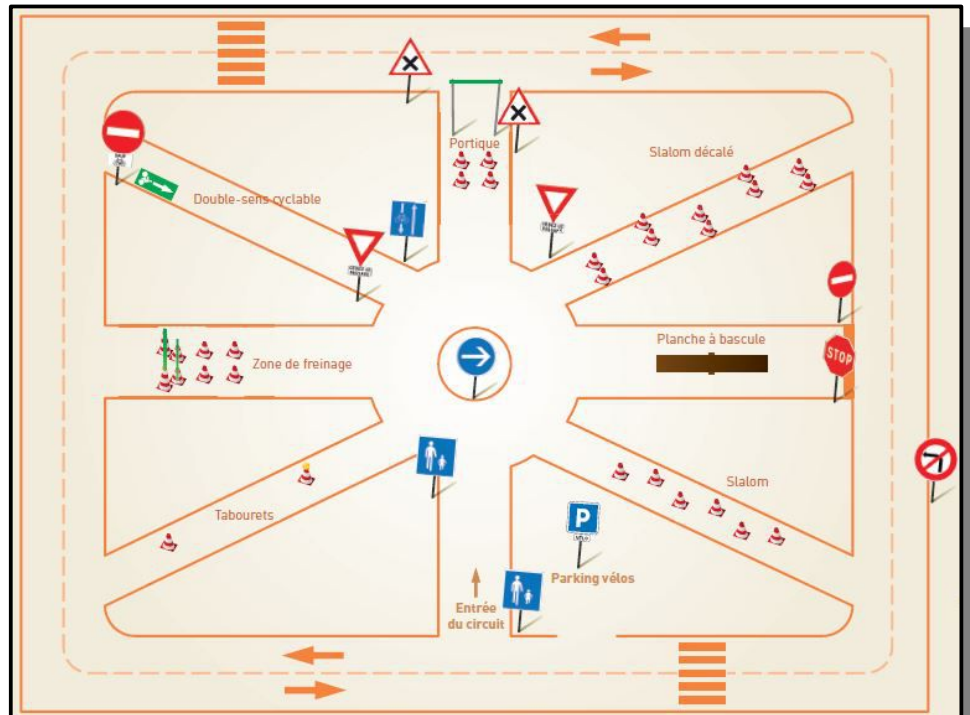 Portique
Slalom décalé
Double-sens cyclable
Planche à bascule
STOP
Zone de freinage
Slalom
Tabourets
P
Parking vélos
Entrée
du circuit